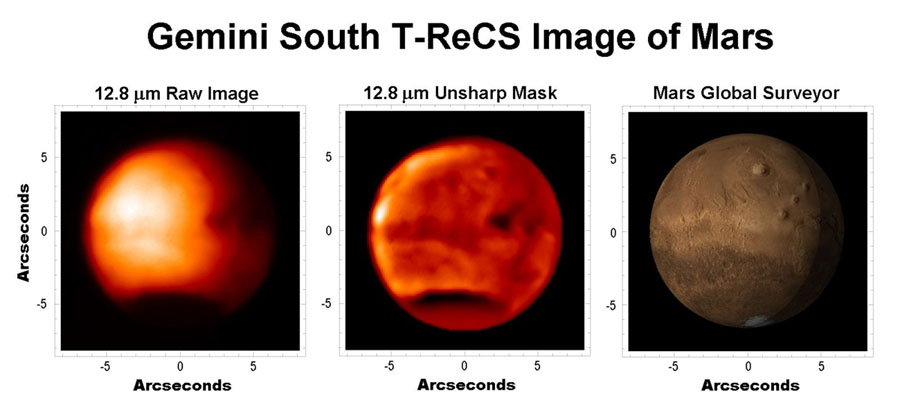 Gemini South T-ReCS Image of Mars
12.8 μm Raw Image
12.8 μm Unsharp Mask
Mars Global Surveyor
Arcseconds
5
0
-5
-5
0
5
Arcseconds
5
0
-5
-5
0
5
Arcseconds
5
0
-5
-5
0
5
Arcseconds